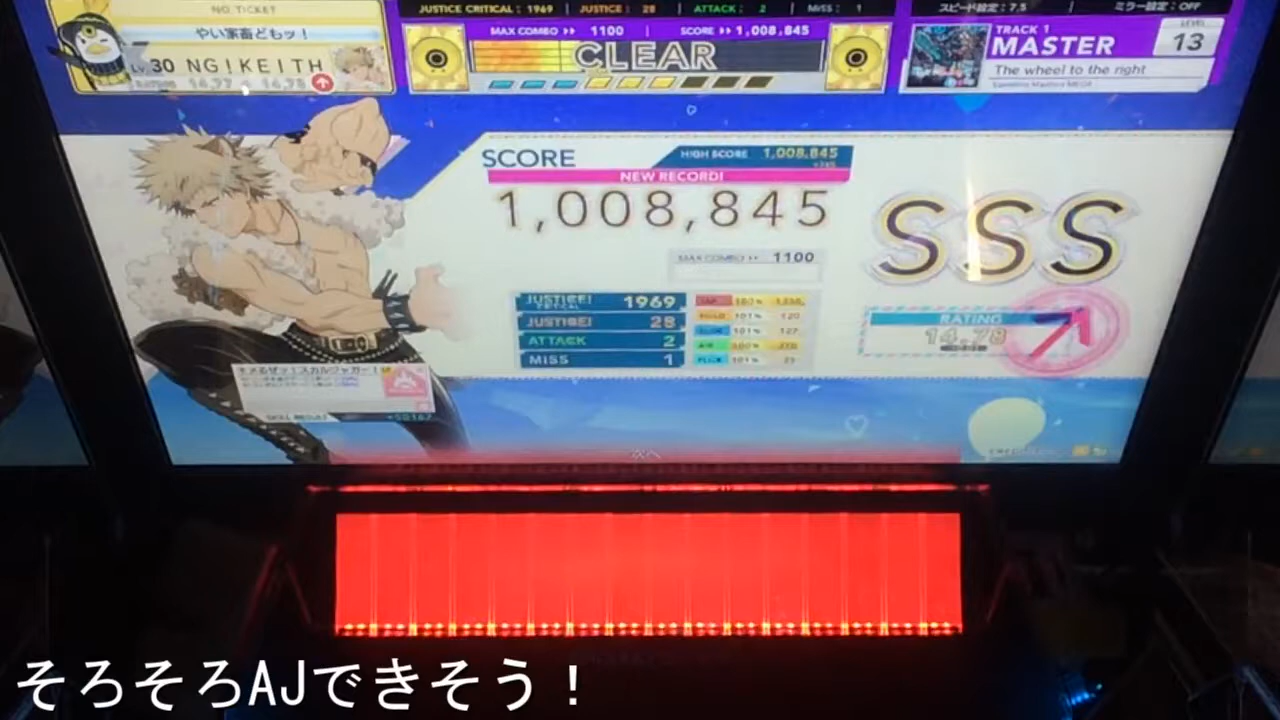 NO TICKET
やい家畜どもッ！
Lv.30 NG！KEITH
JUSTICE CRITICAL : 1969 | JUSTICE : 28 | ATTACK : 2 | MISS : 1
MAX COMBO 1100 | SCORE 1,008,845
CLEAR
スピード設定 : 7.5 | ミラー設定 : OFF
TRACK 1
MASTER
LEVEL
13
The wheel to the right
SCORE
HIGH SCORE 1,008,845
NEW RECORD!
1,008,845
SSS
MAX COMBO 1100
JUSTICE! CRITICAL 1969
JUSTICE! 28
ATTACK 2
MISS 1
RATING
14.78
そろそろAJできそう！